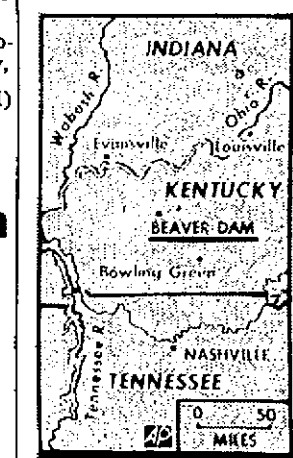 INDIANA
Wabash R.
Ohio R.
Evansville
Louisville
KENTUCKY
BEAVER DAM
Bowling Green
NASHVILLE
Tennessee R.
TENNESSEE
0 50
MILES
AP